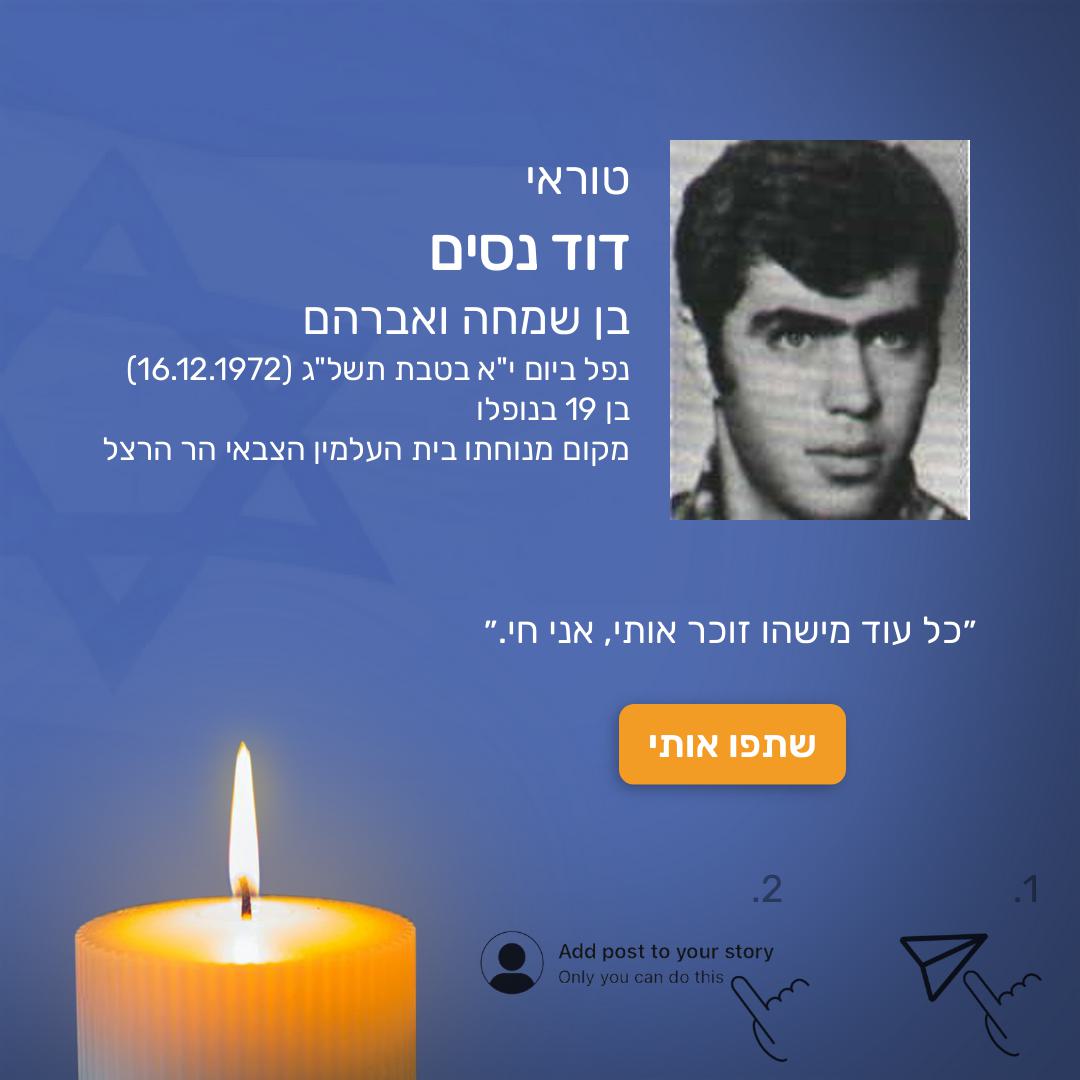 טוראי
דוד נסים
בן שמחה ואברהם
נפל ביום י"א בטבת תשל"ג (16.12.1972)
בן 19 בנופלו
מקום מנוחתו בית העלמין הצבאי הר הרצל
״כל עוד מישהו זוכר אותי, אני חי.״
שתפו אותי
.1
.2
Add post to your story
Only you can do this